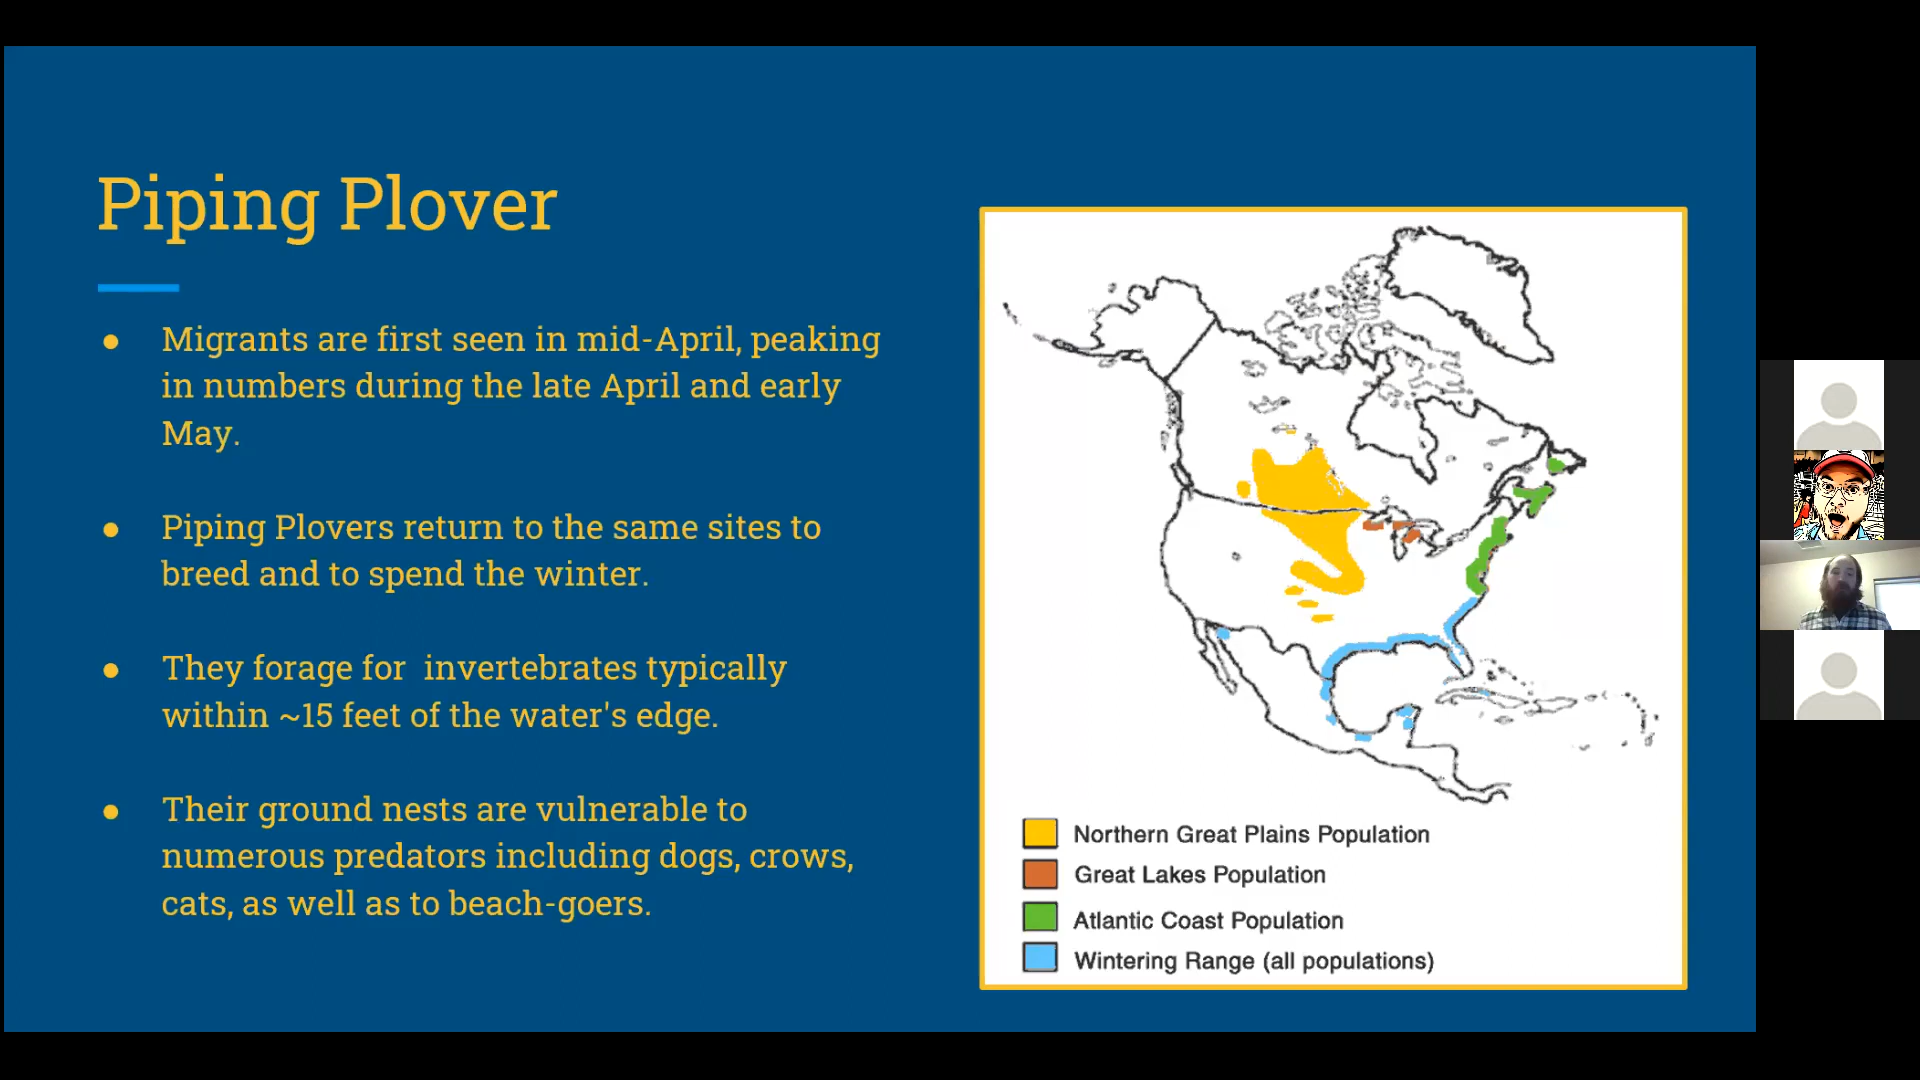 Piping Plover
● Migrants are first seen in mid-April, peaking
in numbers during the late April and early
May.
● Piping Plovers return to the same sites to
breed and to spend the winter.
● They forage for  invertebrates typically
within ~15 feet of the water's edge.
● Their ground nests are vulnerable to
numerous predators including dogs, crows,
cats, as well as to beach-goers.
Northern Great Plains Population
Great Lakes Population
Atlantic Coast Population
Wintering Range (all populations)